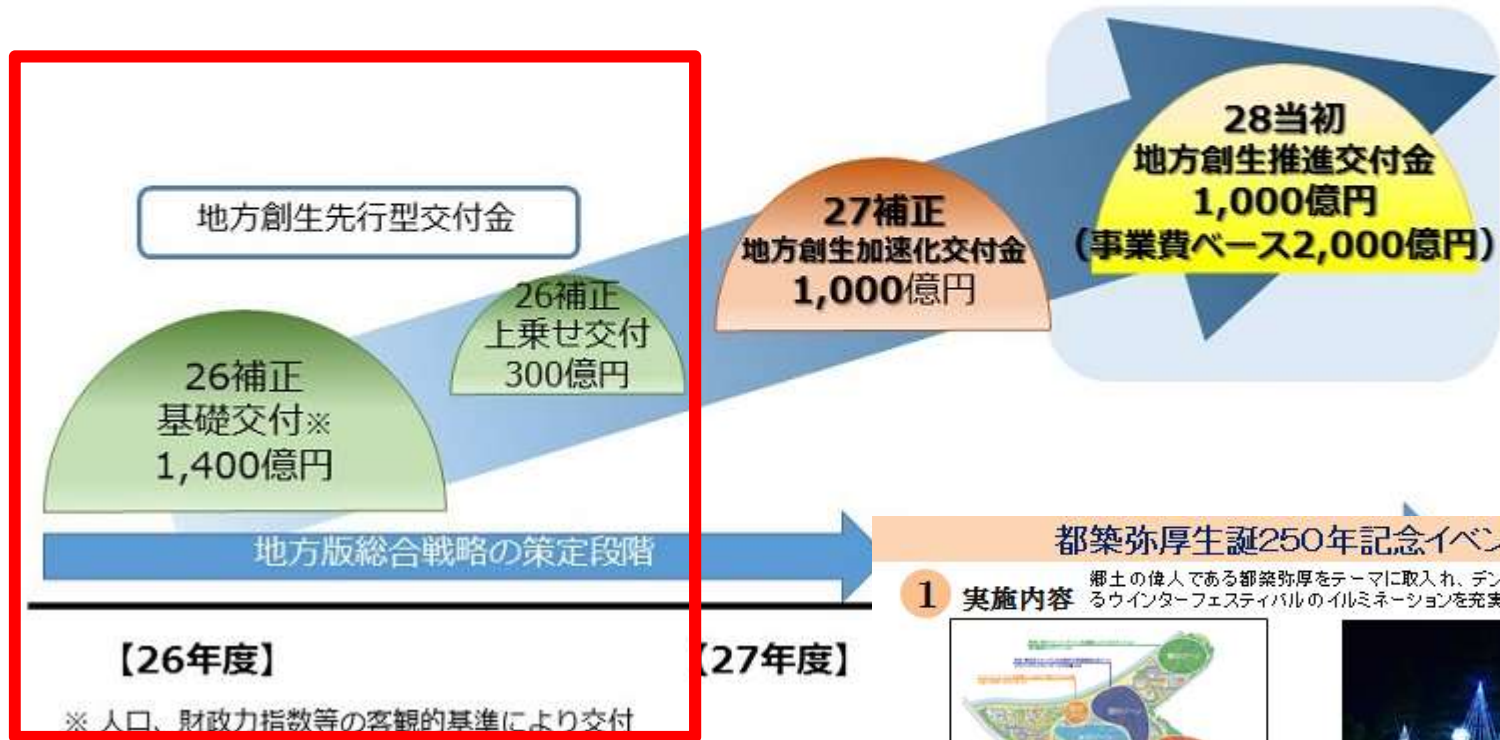 地方創生先行型交付金
26補正
基礎交付※
1,400億円
26補正
上乗せ交付
300億円
27補正
地方創生加速化交付金
1,000億円
28当初
地方創生推進交付金
1,000億円
(事業費ベース2,000億円)
地方版総合戦略の策定段階
【26年度】
【27年度】
※ 人口、財政力指数等の客観的基準により交付
都築弥厚生誕250年記念イベン
1 実施内容
郷土の偉人である都築弥厚をテーマに取入れ、デン
るウインターフェスティバルのイルミネーションを充実